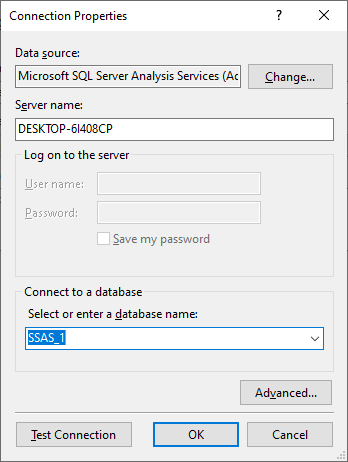 Connection Properties
Data source:
Microsoft SQL Server Analysis Services (Ac
Change...
Server name:
DESKTOP-6I408CP
Log on to the server
User name:
Password:
Save my password
Connect to a database
Select or enter a database name:
SSAS_1
Advanced...
Test Connection
OK
Cancel